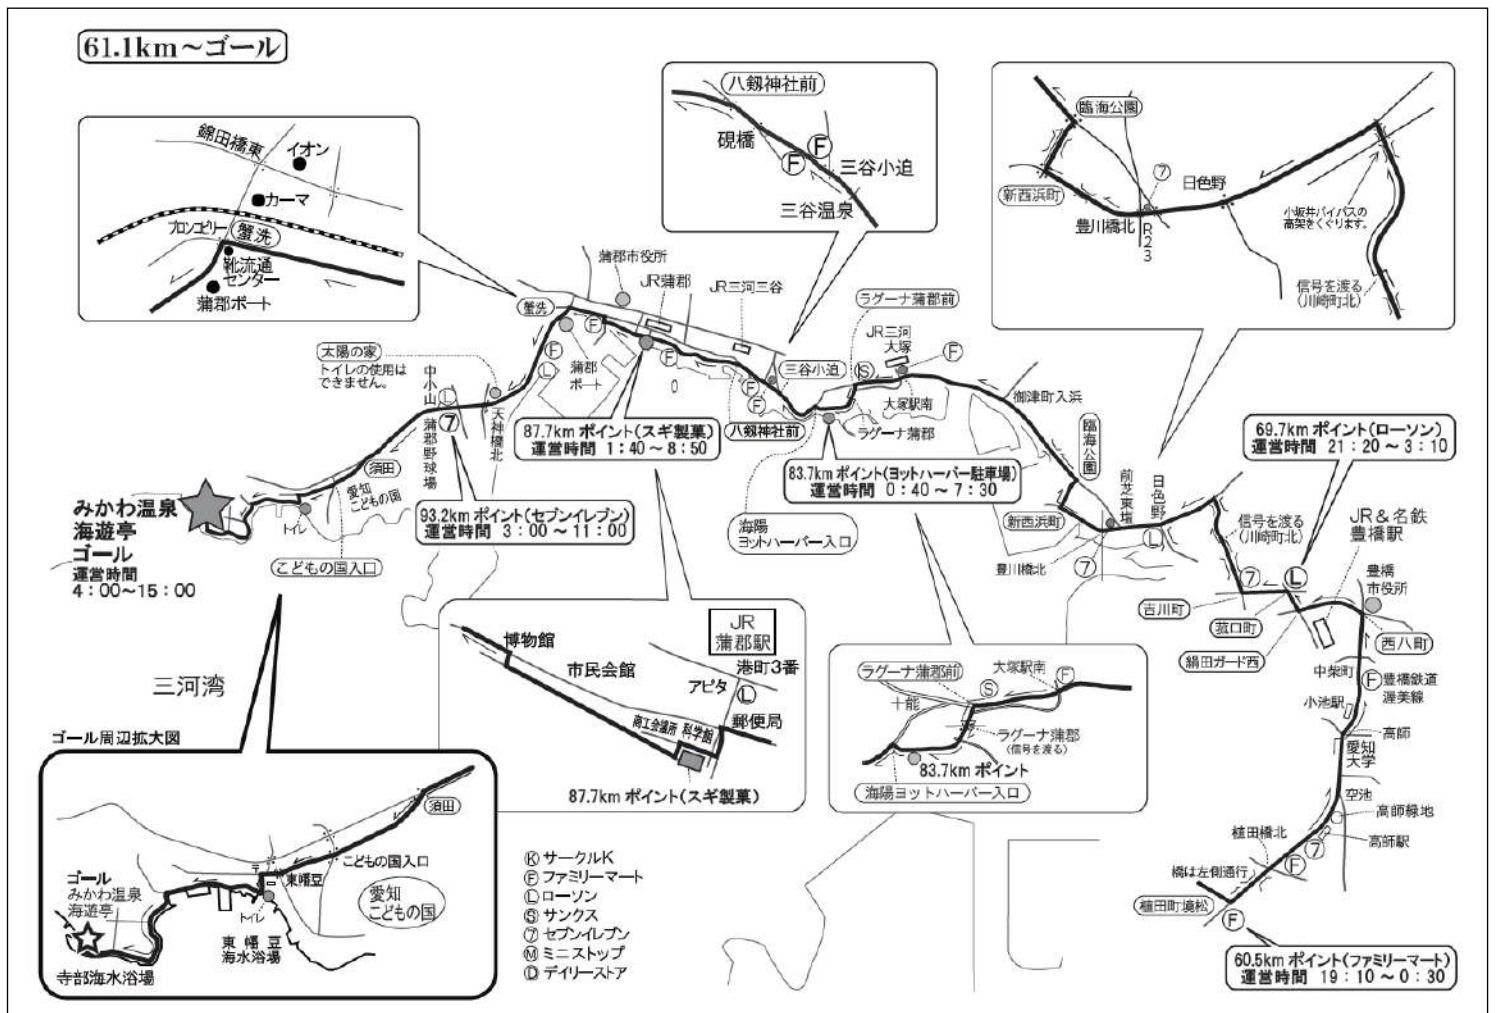 61.1km～ゴール
錦田橋東
イオン
カーマ
ブロンコビリー
蟹洗
靴流通
センター
蒲郡ボート
八剱神社前
硯橋
Ⓕ
Ⓕ
三谷小迫
三谷温泉
臨海公園
新西浜町
⑦
日色野
豊川橋北
R23
小坂井バイパスの
高架をくぐります。
信号を渡る
(川崎町北)
蒲郡市役所
JR蒲郡
JR三河三谷
ラグーナ蒲郡前
JR三河
大塚
Ⓕ
Ⓢ
蟹洗
Ⓕ
Ⓕ
Ⓛ
蒲郡
ボート
Ⓕ
三谷小迫
Ⓕ
Ⓕ
八剱神社前
大塚駅南
ラグーナ蒲郡
御津町入浜
太陽の家
トイレの使用は
できません。
中小山
Ⓛ
⑦
蒲郡野球場
天神橋北
87.7kmポイント(スギ製菓)
運営時間 1：40～8：50
83.7kmポイント(ヨットハーバー駐車場)
運営時間 0：40～7：30
69.7kmポイント(ローソン)
運営時間 21：20～3：10
臨海公園
前芝東堤
日色野
新西浜町
豊川橋北
⑦
Ⓛ
信号を渡る
(川崎町北)
JR＆名鉄
豊橋駅
須田
愛知
こどもの国
トイレ
みかわ温泉
海遊亭
ゴール
運営時間
4：00～15：00
93.2kmポイント(セブンイレブン)
運営時間 3：00～11：00
こどもの国入口
海陽
ヨットハーバー入口
⑦
Ⓛ
豊橋
市役所
吉川町
菰口町
西八町
絹田ガード西
中柴町
Ⓕ
豊橋鉄道
渥美線
小池駅
高師
愛知
大学
空池
高師緑地
植田橋北
高師駅
⑦
Ⓕ
橋は左側通行
植田町境松
Ⓕ
60.5kmポイント(ファミリーマート)
運営時間 19：10～0：30
三河湾
博物館
JR
蒲郡駅
市民会館
港町3番
アピタ
Ⓛ
郵便局
商工会議所
科学館
87.7kmポイント(スギ製菓)
ラグーナ蒲郡前
大塚駅南
Ⓢ
Ⓕ
十能
ラグーナ蒲郡
(信号を渡る)
83.7kmポイント
海陽ヨットハーバー入口
ゴール周辺拡大図
須田
こどもの国入口
〒
東幡豆
愛知
こどもの国
トイレ
ゴール
みかわ温泉
海遊亭
東幡豆
海水浴場
寺部海水浴場
ⓀサークルK
Ⓕファミリーマート
Ⓛローソン
Ⓢサンクス
⑦セブンイレブン
Ⓜミニストップ
Ⓓデイリーストア